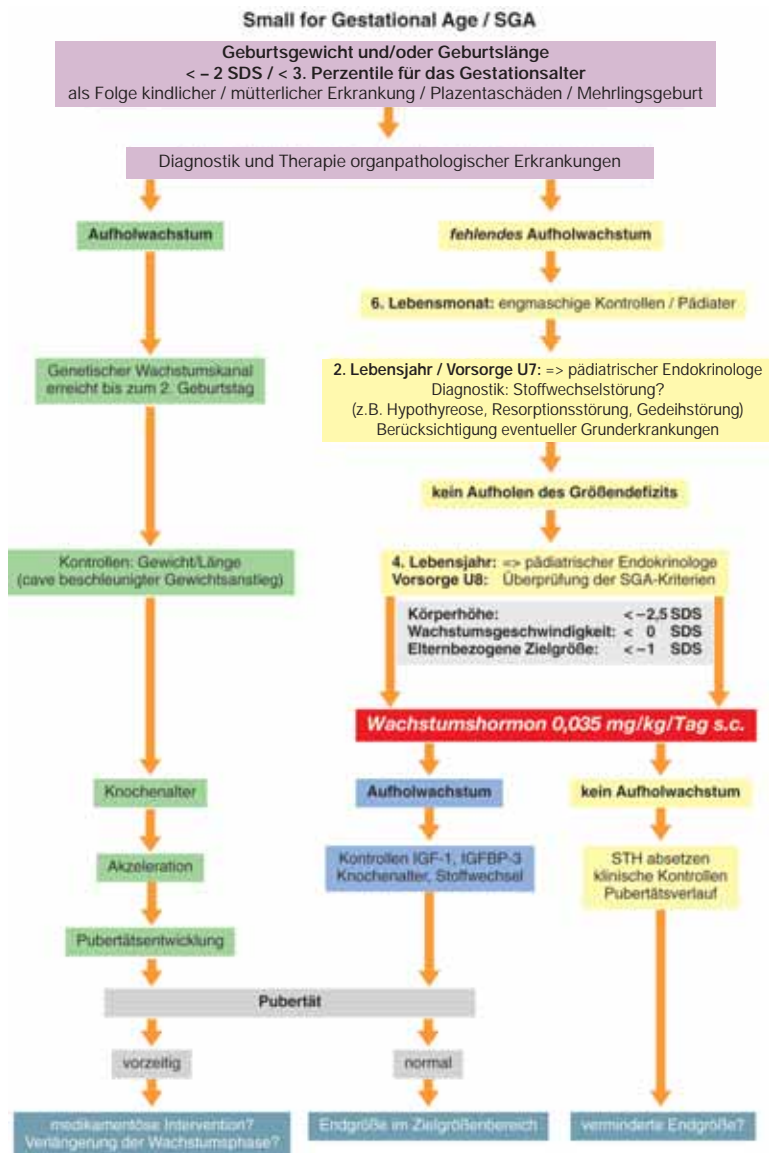 Small for Gestational Age / SGA
Geburtsgewicht und/oder Geburtslänge
< – 2 SDS / < 3. Perzentile für das Gestationsalter
als Folge kindlicher / mütterlicher Erkrankung / Plazentaschäden / Mehrlingsgeburt
Diagnostik und Therapie organpathologischer Erkrankungen
Aufholwachstum
fehlendes Aufholwachstum
6. Lebensmonat: engmaschige Kontrollen / Pädiater
Genetischer Wachstumskanal
erreicht bis zum 2. Geburtstag
2. Lebensjahr / Vorsorge U7: => pädiatrischer Endokrinologe
Diagnostik: Stoffwechselstörung?
(z.B. Hypothyreose, Resorptionsstörung, Gedeihstörung)
Berücksichtigung eventueller Grunderkrankungen
kein Aufholen des Größendefizits
Kontrollen: Gewicht/Länge
(cave beschleunigter Gewichtsanstieg)
4. Lebensjahr: => pädiatrischer Endokrinologe
Vorsorge U8: Überprüfung der SGA-Kriterien
Körperhöhe: < –2,5 SDS
Wachstumsgeschwindigkeit: < 0 SDS
Elternbezogene Zielgröße: < –1 SDS
Wachstumshormon 0,035 mg/kg/Tag s.c.
Knochenalter
Aufholwachstum
kein Aufholwachstum
Akzeleration
Kontrollen IGF-1, IGFBP-3
Knochenalter, Stoffwechsel
STH absetzen
klinische Kontrollen
Pubertätsverlauf
Pubertätsentwicklung
Pubertät
vorzeitig
normal
medikamentöse Intervention?
Verlängerung der Wachstumsphase?
Endgröße im Zielgrößenbereich
verminderte Endgröße?